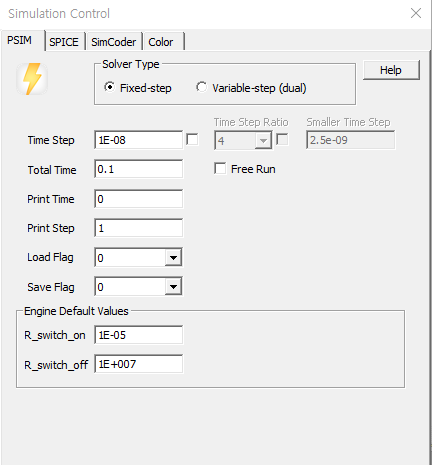 Simulation Control
PSIM SPICE SimCoder Color
Solver Type
Fixed-step Variable-step (dual)
Help
Time Step Ratio Smaller Time Step
Time Step 1E-08 4 2.5e-09
Total Time 0.1 Free Run
Print Time 0
Print Step 1
Load Flag 0
Save Flag 0
Engine Default Values
R_switch_on 1E-05
R_switch_off 1E+007